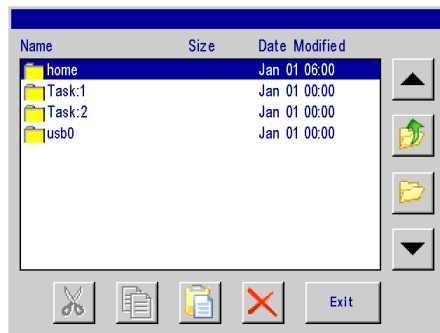 Name Size Date Modified
home Jan 01 06:00
Task:1 Jan 01 00:00
Task:2 Jan 01 00:00
usb0 Jan 01 00:00
Exit